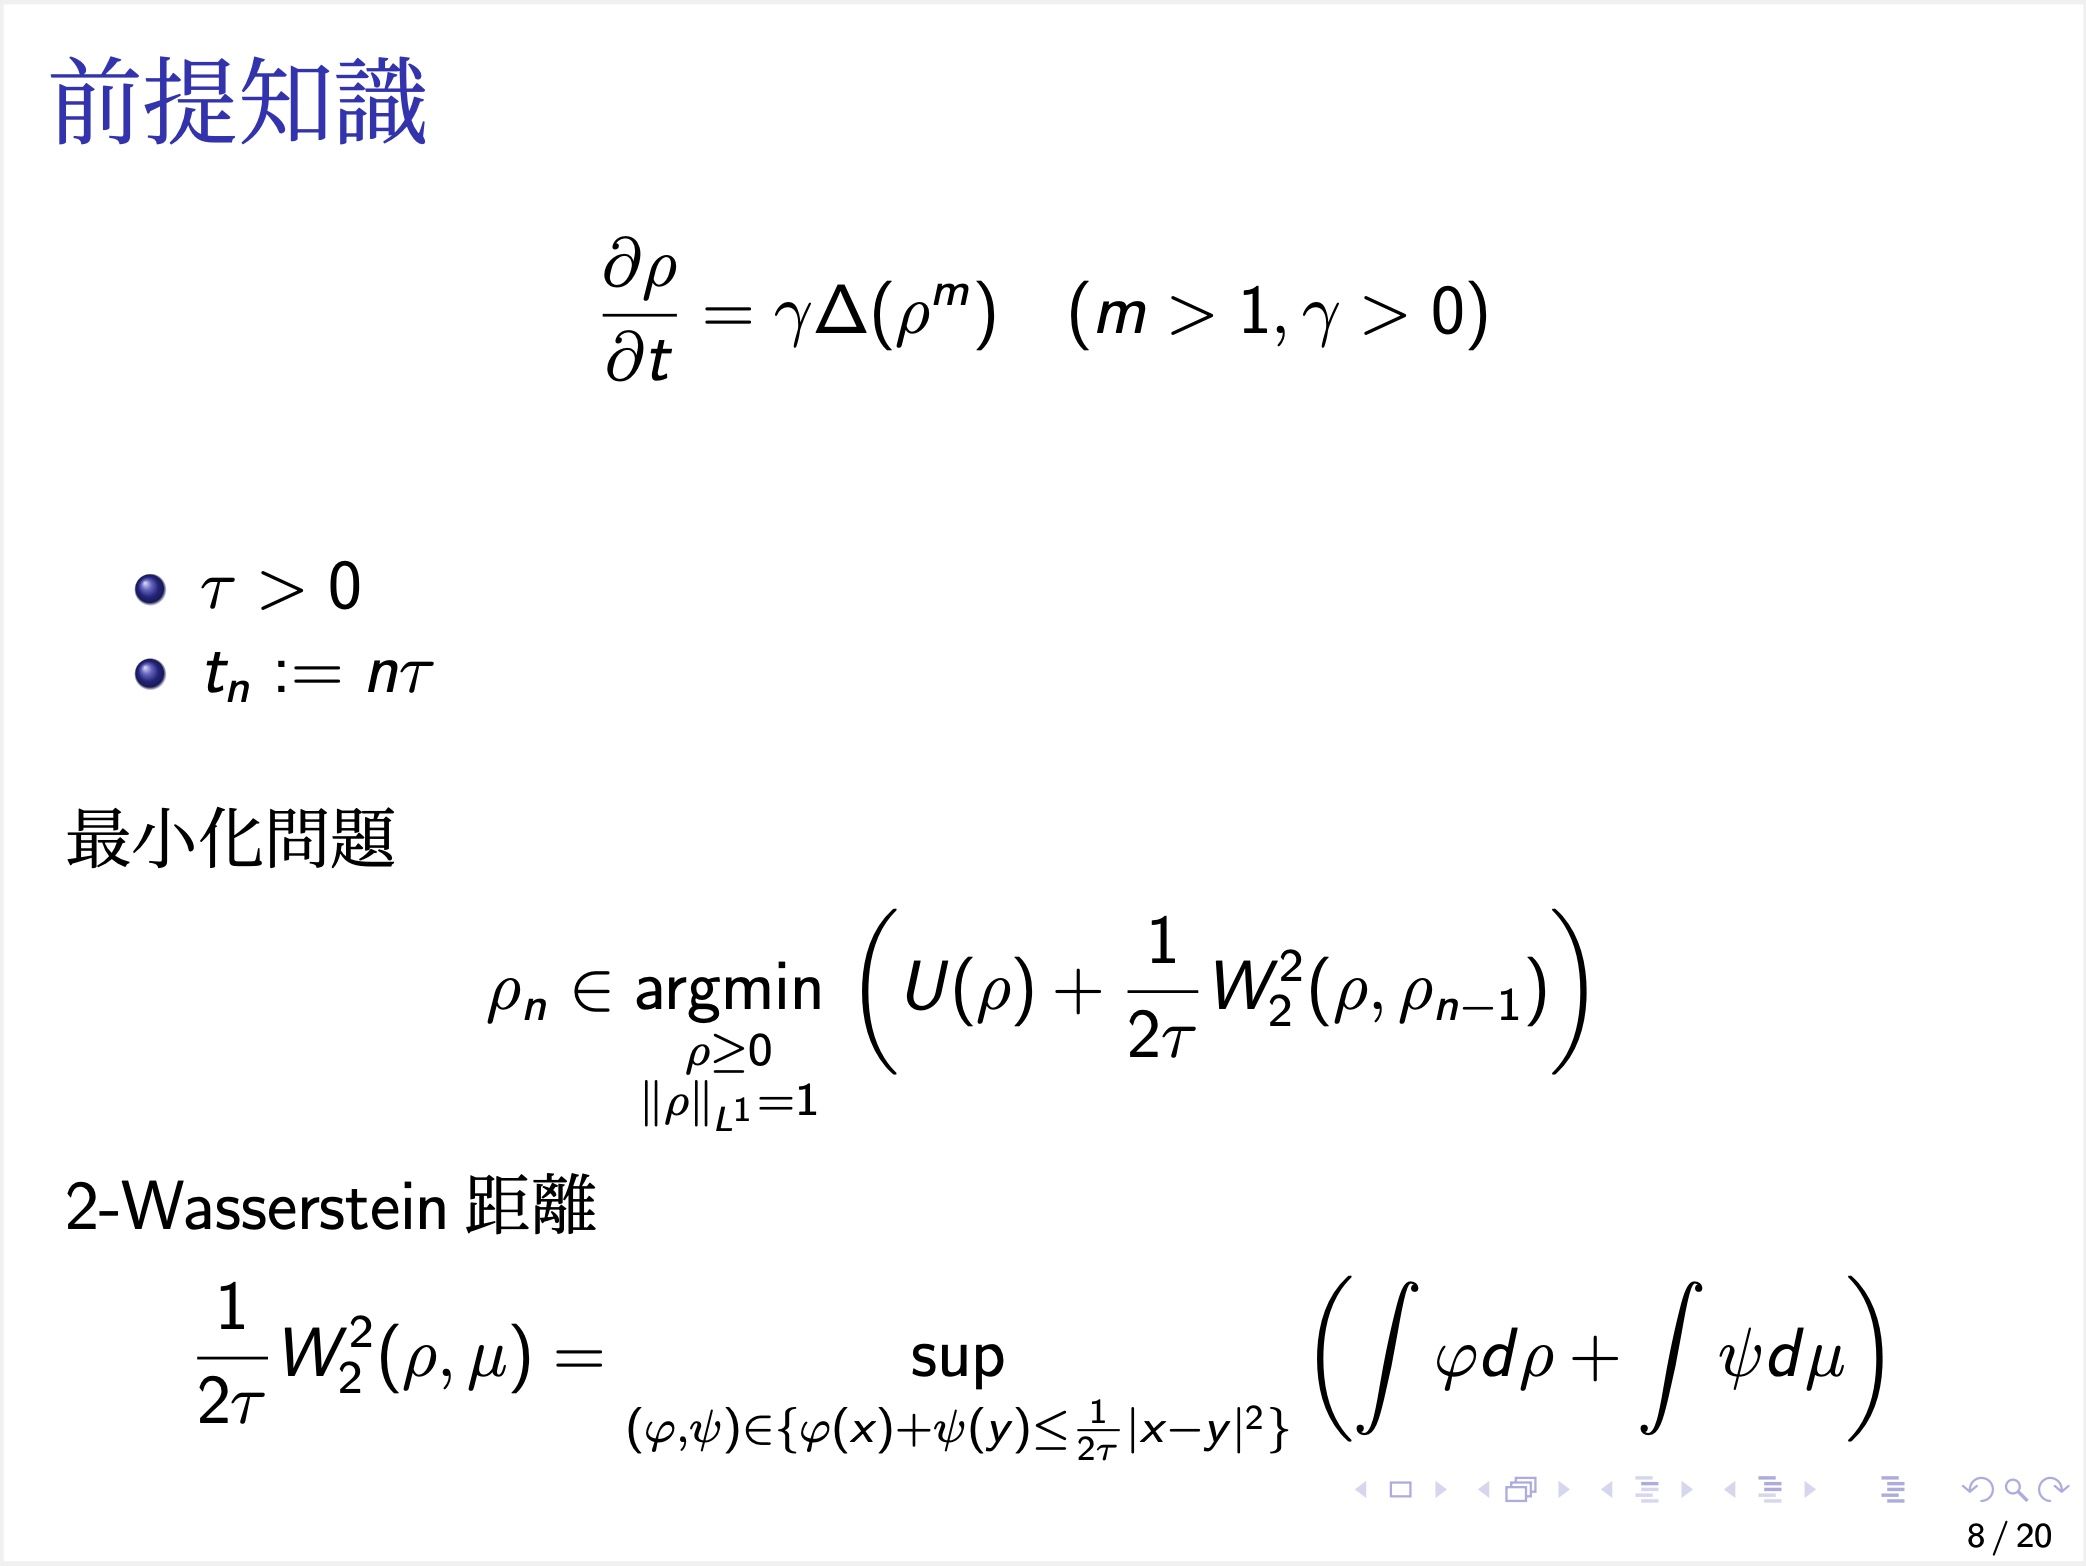 前提知識
∂ρ/∂t = γΔ(ρ^m) (m > 1, γ > 0)
τ > 0
t_n := nτ
最小化問題
ρ_n ∈ argmin_{ρ≥0, ‖ρ‖_{L^1}=1} ( U(ρ) + 1/(2τ) W_2^2(ρ, ρ_{n−1}) )
2-Wasserstein 距離
1/(2τ) W_2^2(ρ, μ) = sup_{(φ,ψ)∈{φ(x)+ψ(y)≤1/(2τ)|x−y|^2}} ( ∫ φdρ + ∫ ψdμ )
8 / 20